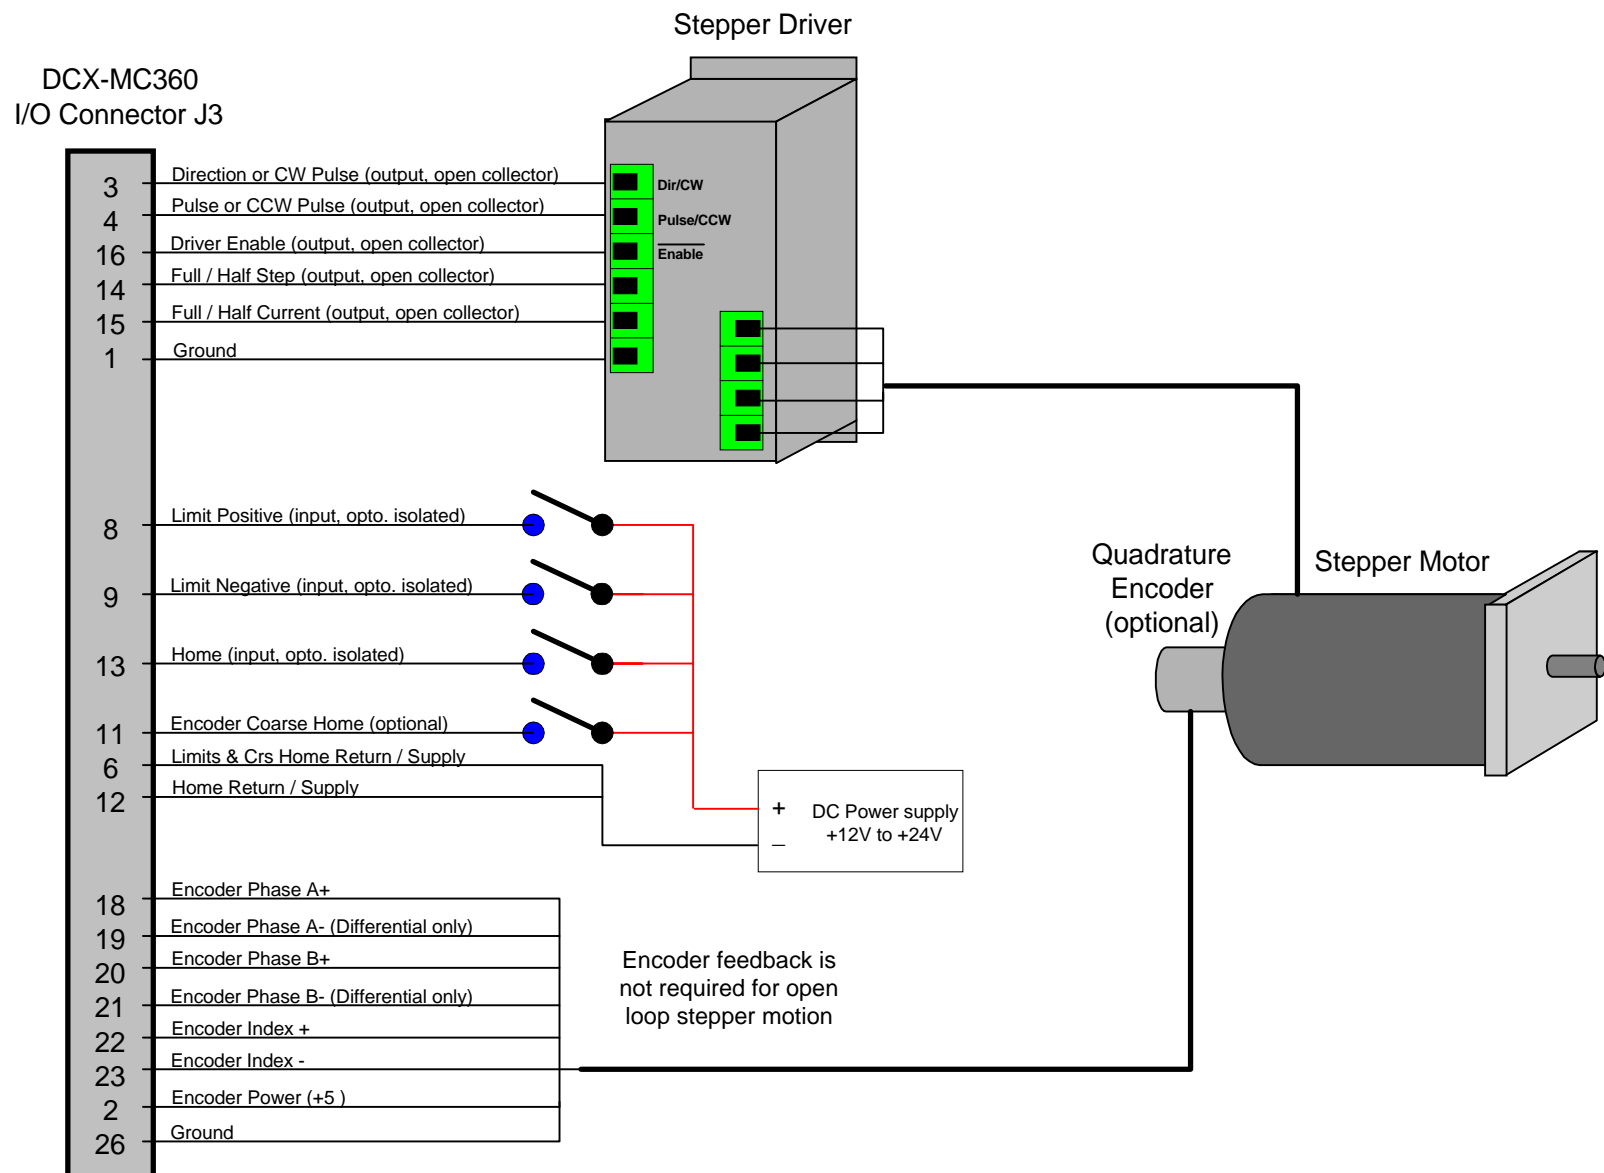 Stepper Driver
DCX-MC360
I/O Connector J3
3 Direction or CW Pulse (output, open collector) Dir/CW
4 Pulse or CCW Pulse (output, open collector) Pulse/CCW
16 Driver Enable (output, open collector) Enable
14 Full / Half Step (output, open collector)
15 Full / Half Current (output, open collector)
1 Ground
8 Limit Positive (input, opto. isolated)
9 Limit Negative (input, opto. isolated)
13 Home (input, opto. isolated)
11 Encoder Coarse Home (optional)
6 Limits & Crs Home Return / Supply
12 Home Return / Supply
Quadrature
Encoder
(optional)
Stepper Motor
+ DC Power supply
– +12V to +24V
18 Encoder Phase A+
19 Encoder Phase A- (Differential only)
20 Encoder Phase B+
21 Encoder Phase B- (Differential only)
22 Encoder Index +
23 Encoder Index -
2 Encoder Power (+5 )
26 Ground
Encoder feedback is
not required for open
loop stepper motion